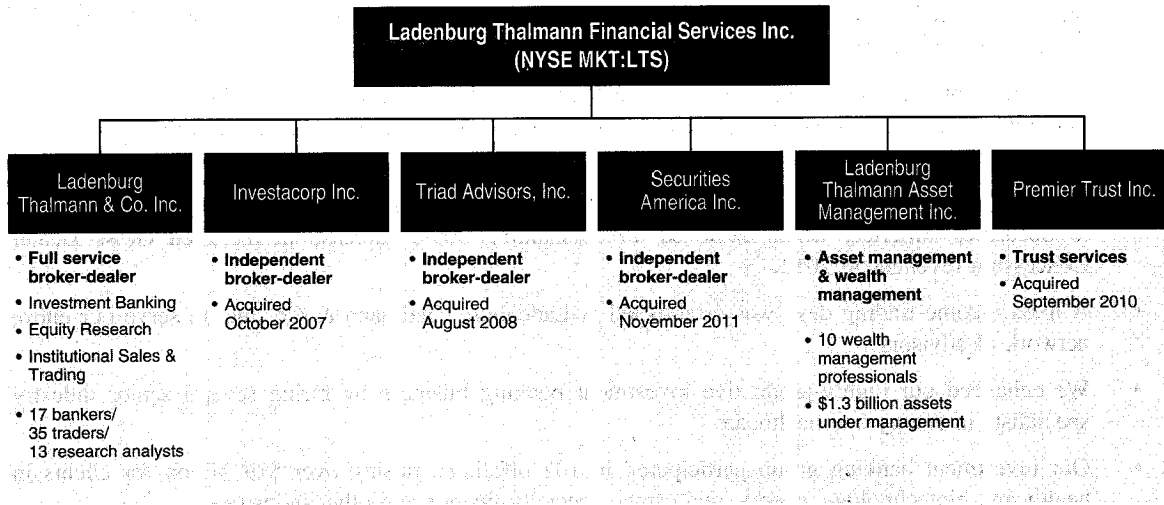 Ladenburg Thalmann Financial Services Inc.
(NYSE MKT:LTS)
Ladenburg
Thalmann & Co. Inc.
• Full service
broker-dealer
• Investment Banking
• Equity Research
• Institutional Sales &
Trading
• 17 bankers/
35 traders/
13 research analysts
Investacorp Inc.
• Independent
broker-dealer
• Acquired
October 2007
Triad Advisors, Inc.
• Independent
broker-dealer
• Acquired
August 2008
Securities
America Inc.
• Independent
broker-dealer
• Acquired
November 2011
Ladenburg
Thalmann Asset
Management Inc.
• Asset management
& wealth
management
• 10 wealth
management
professionals
• $1.3 billion assets
under management
Premier Trust Inc.
• Trust services
• Acquired
September 2010